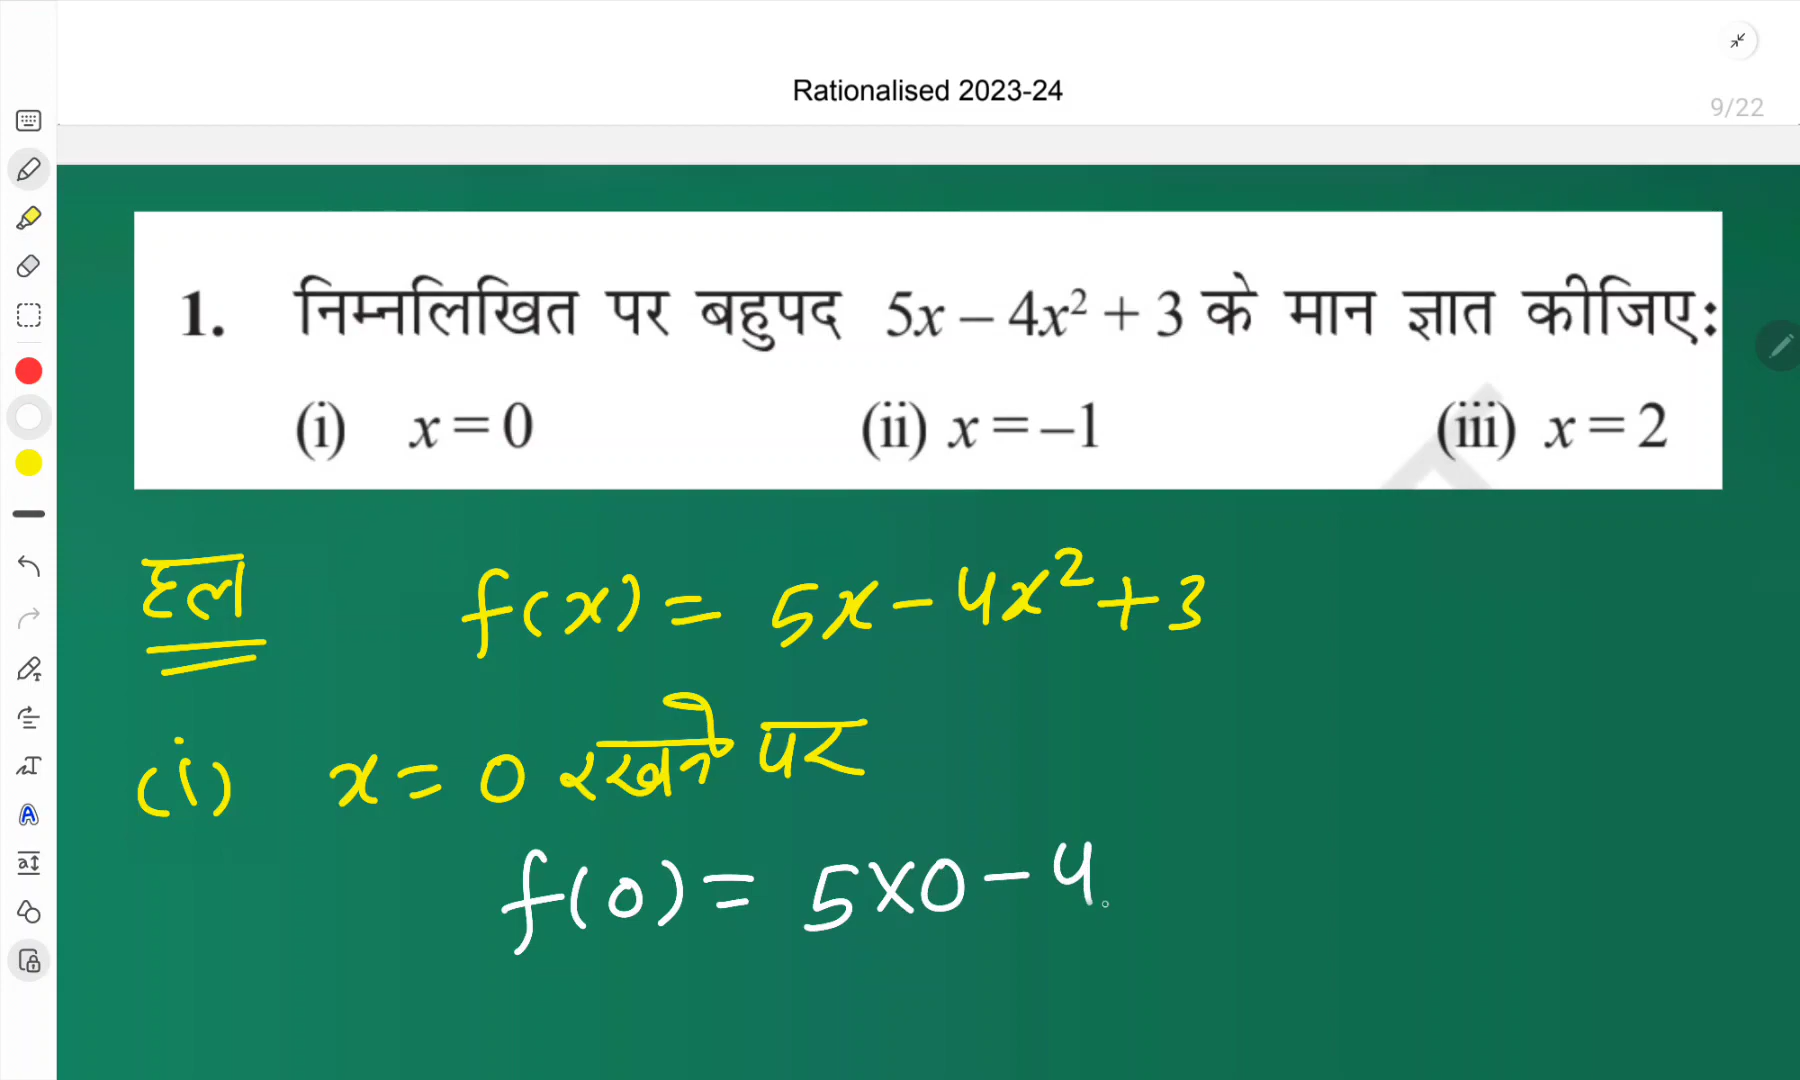 Rationalised 2023-24
9/22
1. निम्नलिखित पर बहुपद 5x – 4x² + 3 के मान ज्ञात कीजिए:
(i) x = 0 (ii) x = –1 (iii) x = 2
हल f(x) = 5x - 4x² + 3
(i) x = 0 रखने पर
f(0) = 5×0 - 4